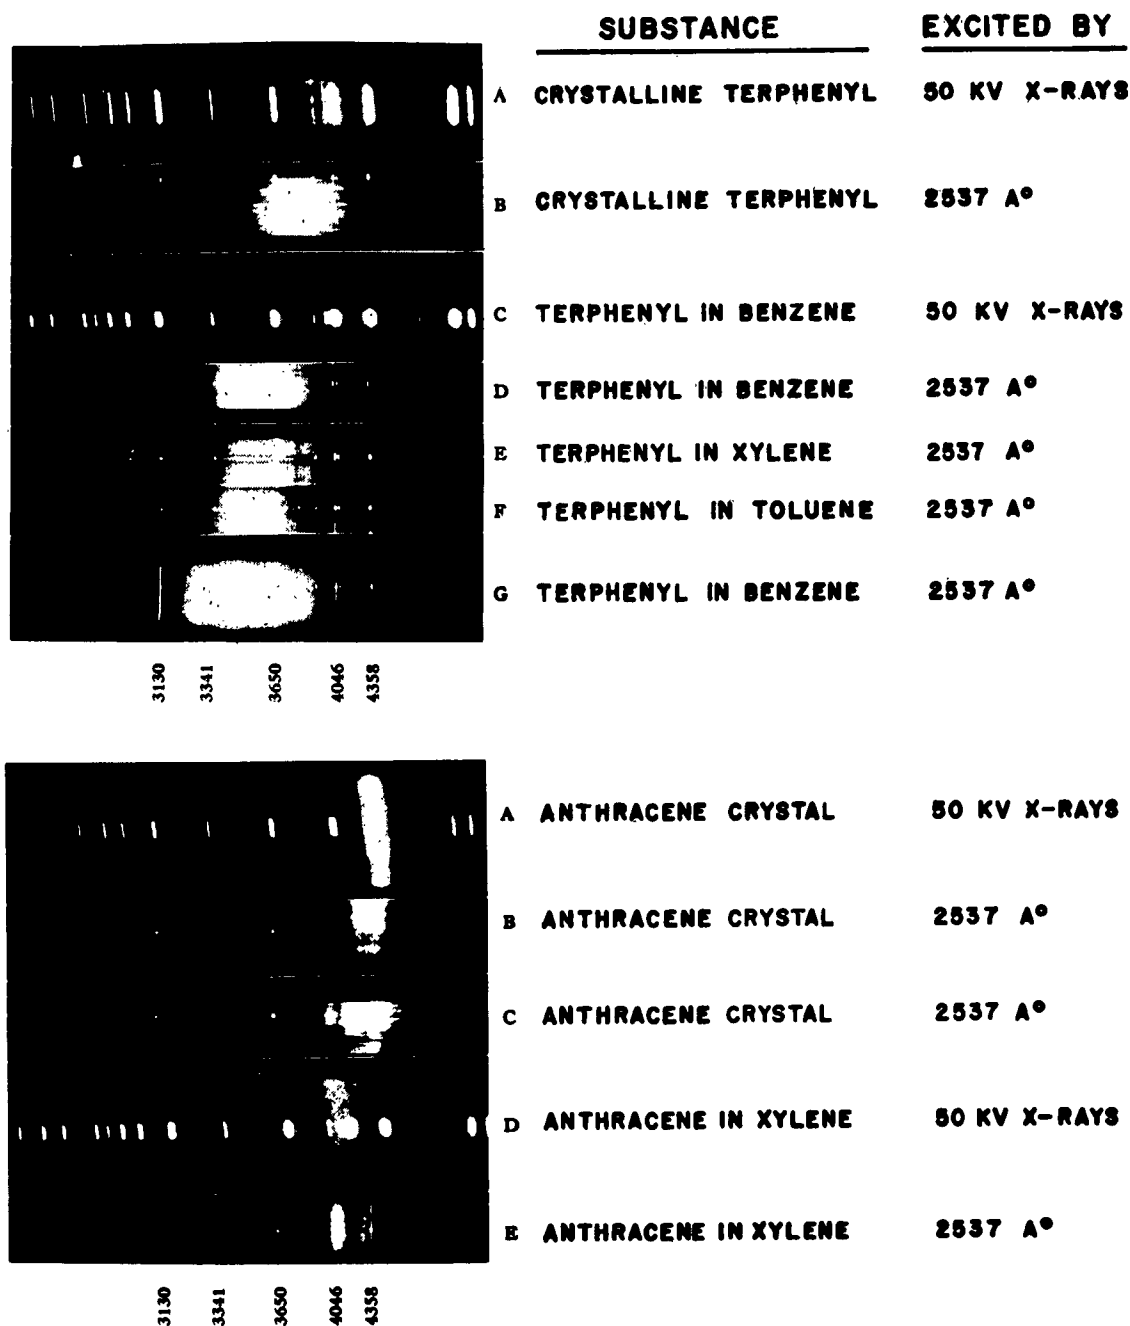 SUBSTANCE EXCITED BY
A CRYSTALLINE TERPHENYL 50 KV X-RAYS
B CRYSTALLINE TERPHENYL 2537 A°
C TERPHENYL IN BENZENE 50 KV X-RAYS
D TERPHENYL IN BENZENE 2537 A°
E TERPHENYL IN XYLENE 2537 A°
F TERPHENYL IN TOLUENE 2537 A°
G TERPHENYL IN BENZENE 2537 A°
3130 3341 3650 4046 4358
A ANTHRACENE CRYSTAL 50 KV X-RAYS
B ANTHRACENE CRYSTAL 2537 A°
C ANTHRACENE CRYSTAL 2537 A°
D ANTHRACENE IN XYLENE 50 KV X-RAYS
E ANTHRACENE IN XYLENE 2537 A°
3130 3341 3650 4046 4358